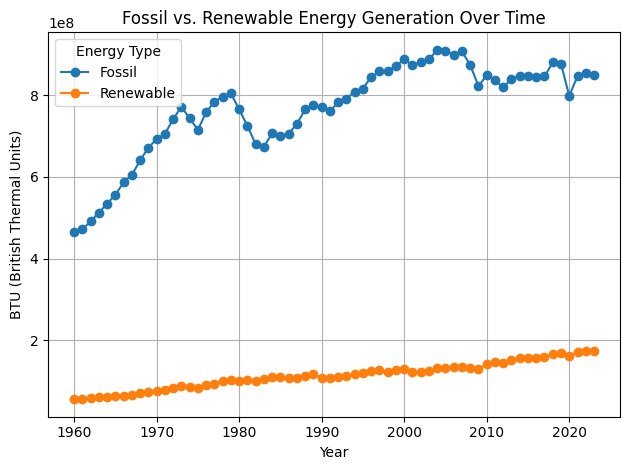 Fossil vs. Renewable Energy Generation Over Time
1e8
Energy Type
Fossil
Renewable
8
6
4
2
BTU (British Thermal Units)
1960 1970 1980 1990 2000 2010 2020
Year